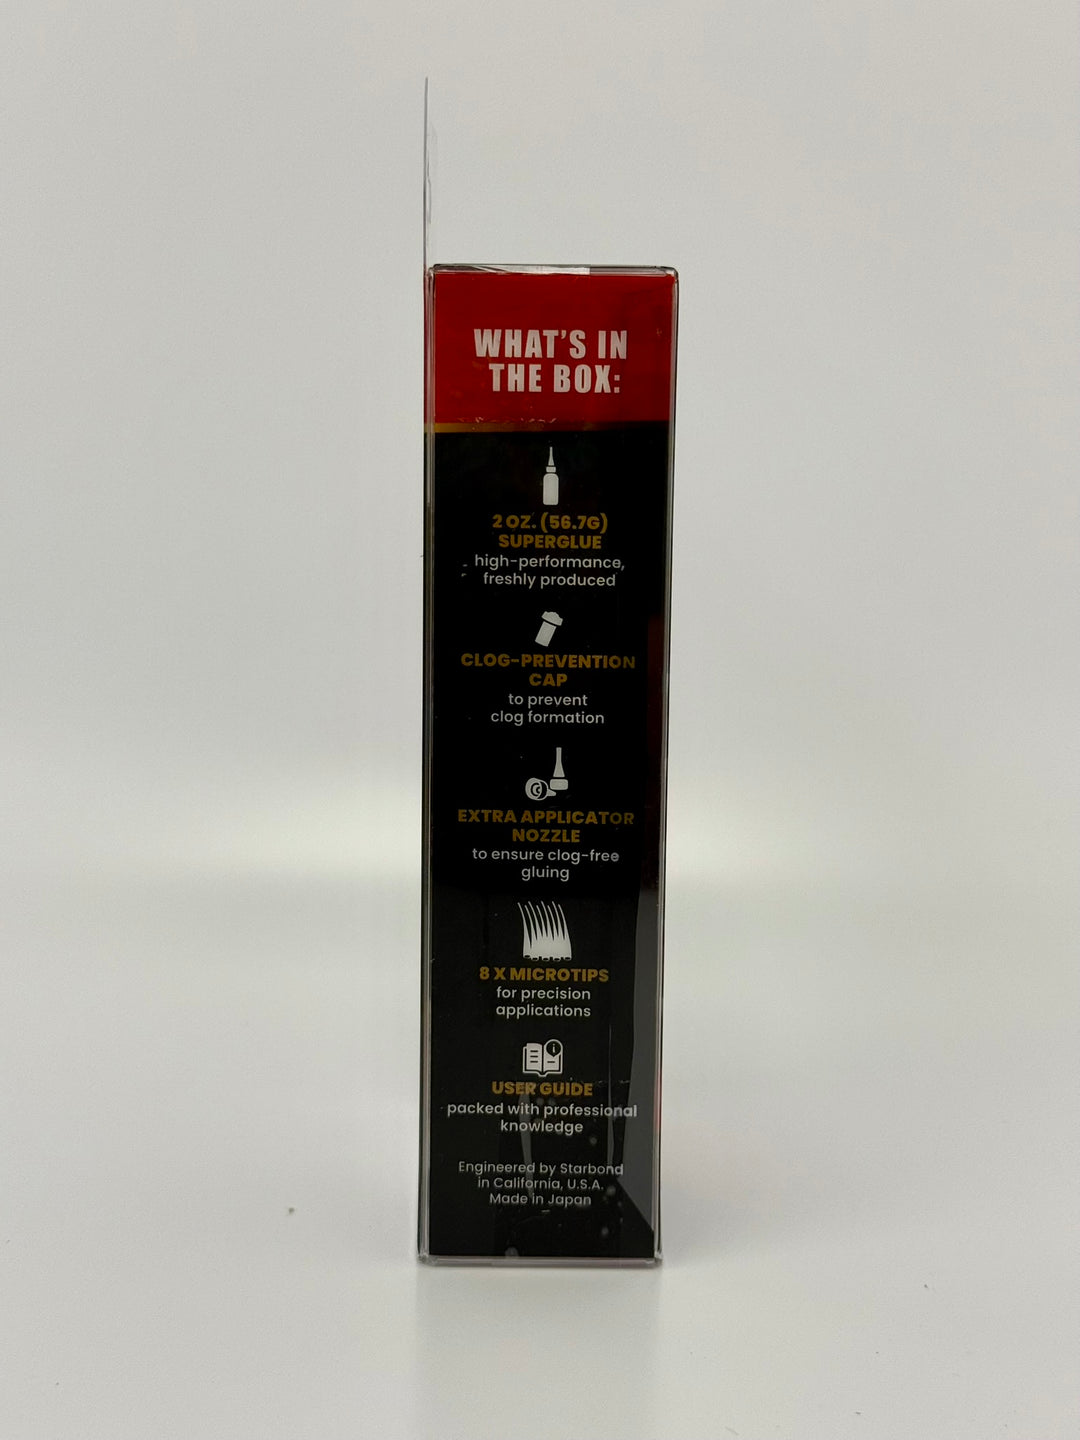 WHAT'S IN
THE BOX:
2 OZ. (56.7G)
SUPERGLUE
high-performance,
freshly produced
CLOG-PREVENTION
CAP
to prevent
clog formation
EXTRA APPLICATOR
NOZZLE
to ensure clog-free
gluing
8 X MICROTIPS
for precision
applications
USER GUIDE
packed with professional
knowledge
Engineered by Starbond
in California, U.S.A.
Made in Japan